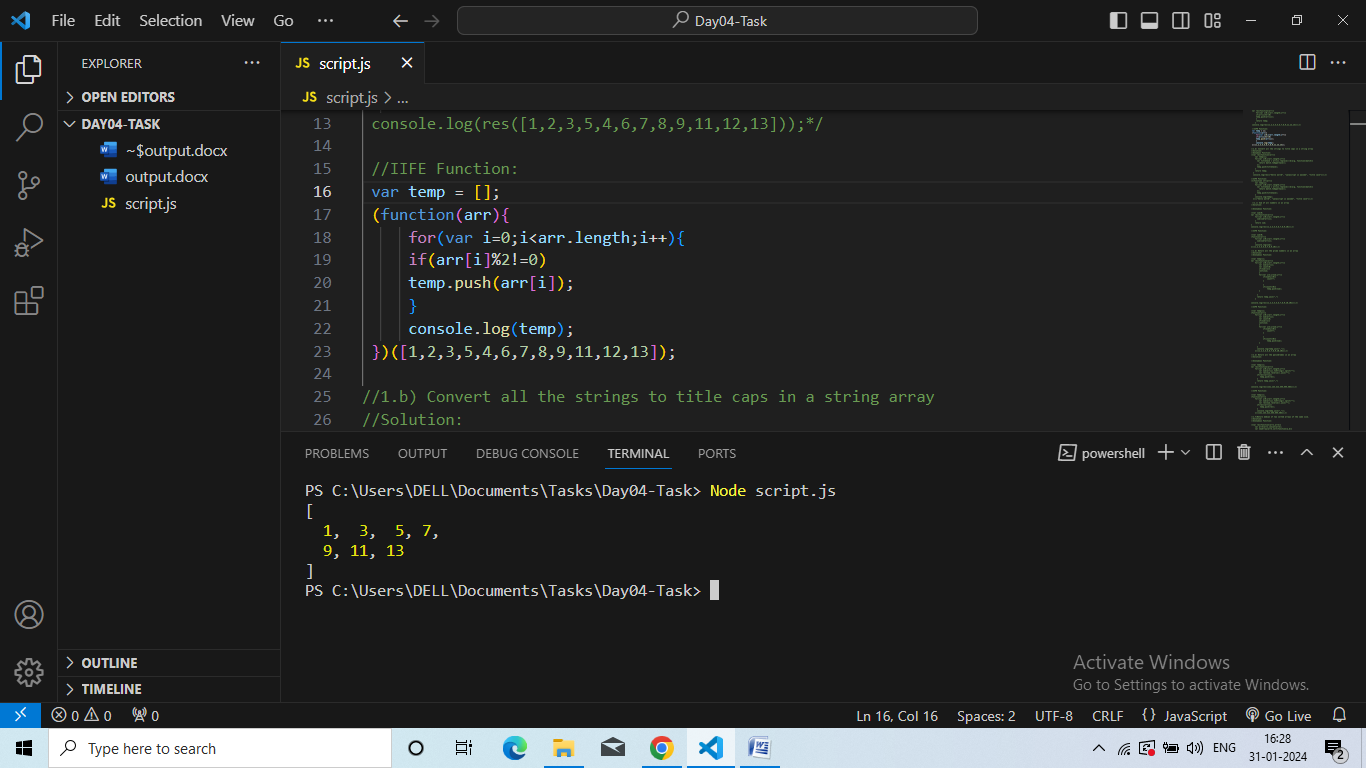 File Edit Selection View Go ··· Day04-Task
EXPLORER ···
OPEN EDITORS
DAY04-TASK
~$output.docx
output.docx
JS script.js
OUTLINE
TIMELINE
JS script.js
JS script.js > ...
13 console.log(res([1,2,3,5,4,6,7,8,9,11,12,13]));*/
14
15 //IIFE Function:
16 var temp = [];
17 (function(arr){
18 for(var i=0;i<arr.length;i++){
19 if(arr[i]%2!=0)
20 temp.push(arr[i]);
21 }
22 console.log(temp);
23 })([1,2,3,5,4,6,7,8,9,11,12,13]);
24
25 //1.b) Convert all the strings to title caps in a string array
26 //Solution:
PROBLEMS OUTPUT DEBUG CONSOLE TERMINAL PORTS powershell
PS C:\Users\DELL\Documents\Tasks\Day04-Task> Node script.js
[
1, 3, 5, 7,
9, 11, 13
]
PS C:\Users\DELL\Documents\Tasks\Day04-Task>
Activate Windows
Go to Settings to activate Windows.
0 0 0 Ln 16, Col 16 Spaces: 2 UTF-8 CRLF {} JavaScript Go Live
Type here to search ENG 16:28
31-01-2024 2